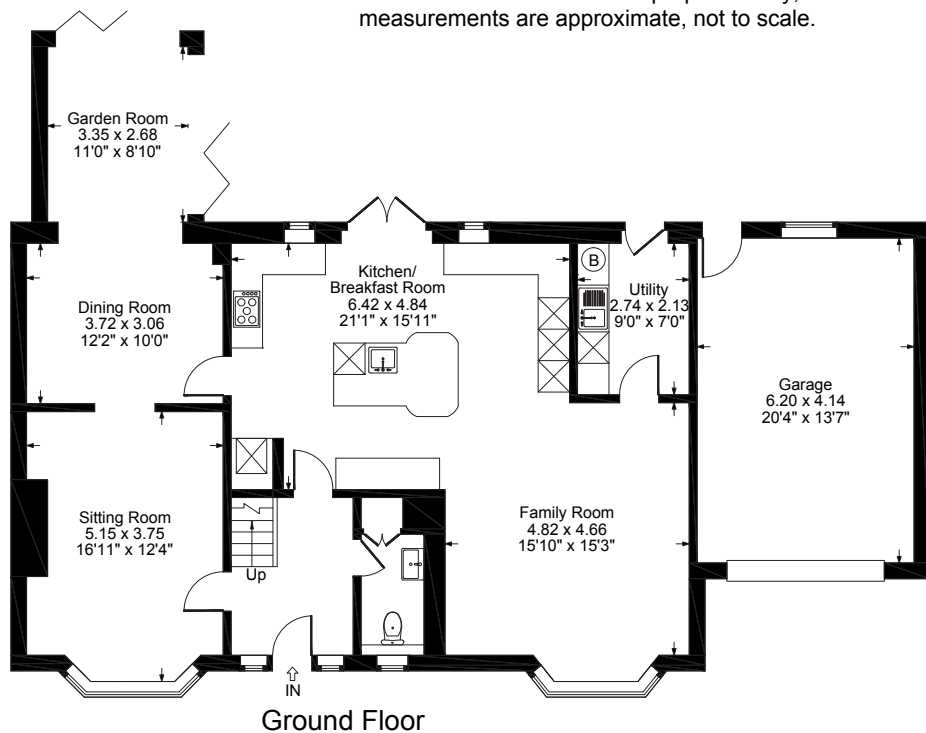 measurements are approximate, not to scale.
Garden Room
3.35 x 2.68
11'0" x 8'10"
Kitchen/
Breakfast Room
6.42 x 4.84
21'1" x 15'11"
B
Utility
2.74 x 2.13
9'0" x 7'0"
Dining Room
3.72 x 3.06
12'2" x 10'0"
Garage
6.20 x 4.14
20'4" x 13'7"
Sitting Room
5.15 x 3.75
16'11" x 12'4"
Family Room
4.82 x 4.66
15'10" x 15'3"
Up
IN
Ground Floor